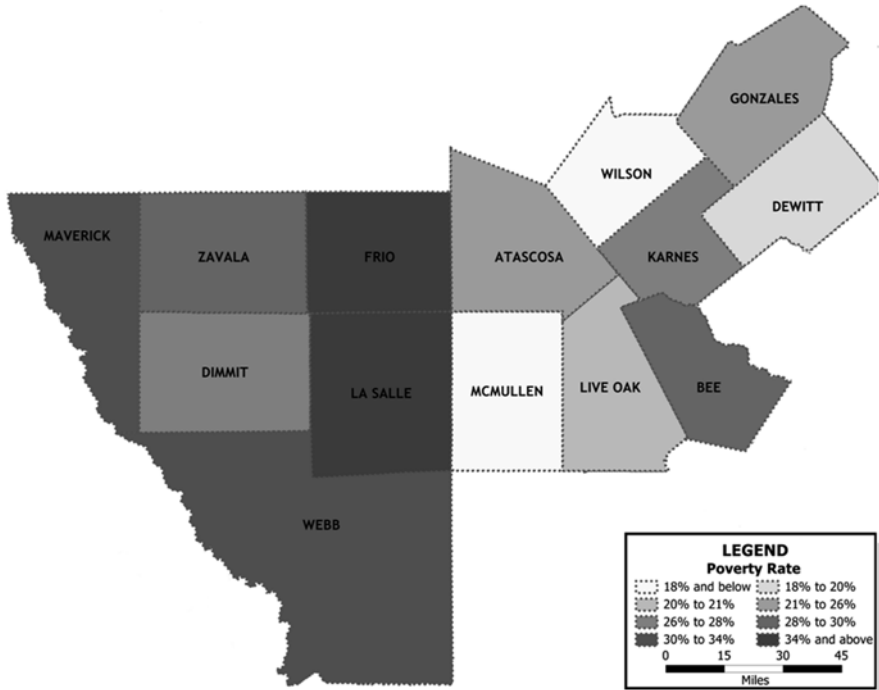 GONZALES
WILSON
DEWITT
MAVERICK
ZAVALA
FRIO
ATASCOSA
KARNES
DIMMIT
LA SALLE
MCMULLEN
LIVE OAK
BEE
WEBB
LEGEND
Poverty Rate
18% and below 18% to 20%
20% to 21% 21% to 26%
26% to 28% 28% to 30%
30% to 34% 34% and above
0 15 30 45
Miles